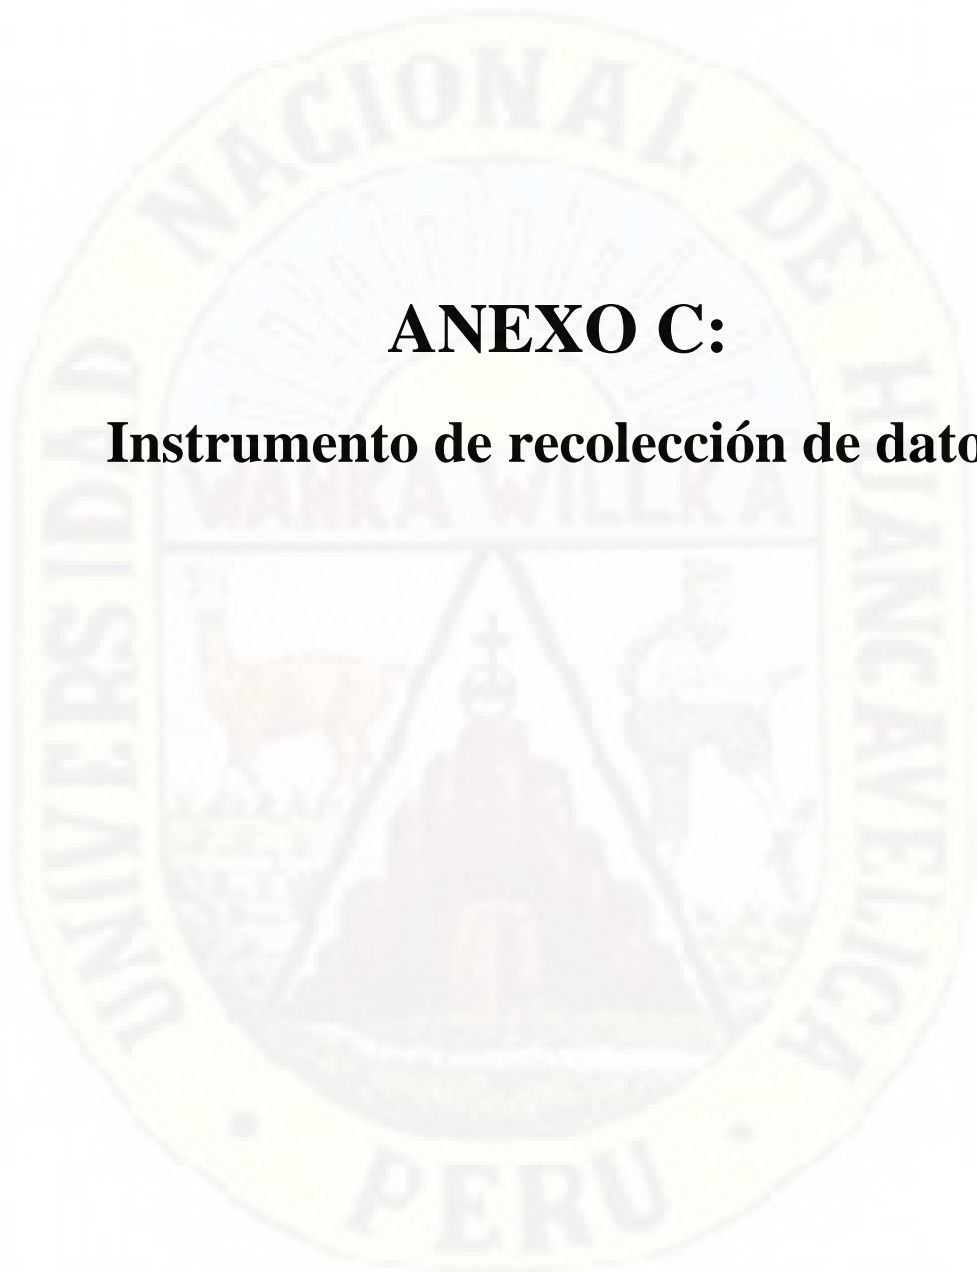 ANEXO C:
Instrumento de recolección de dato
WANKA WILLKA
UNIVERSIDAD NACIONAL DE HUANCAVELICA
PERU